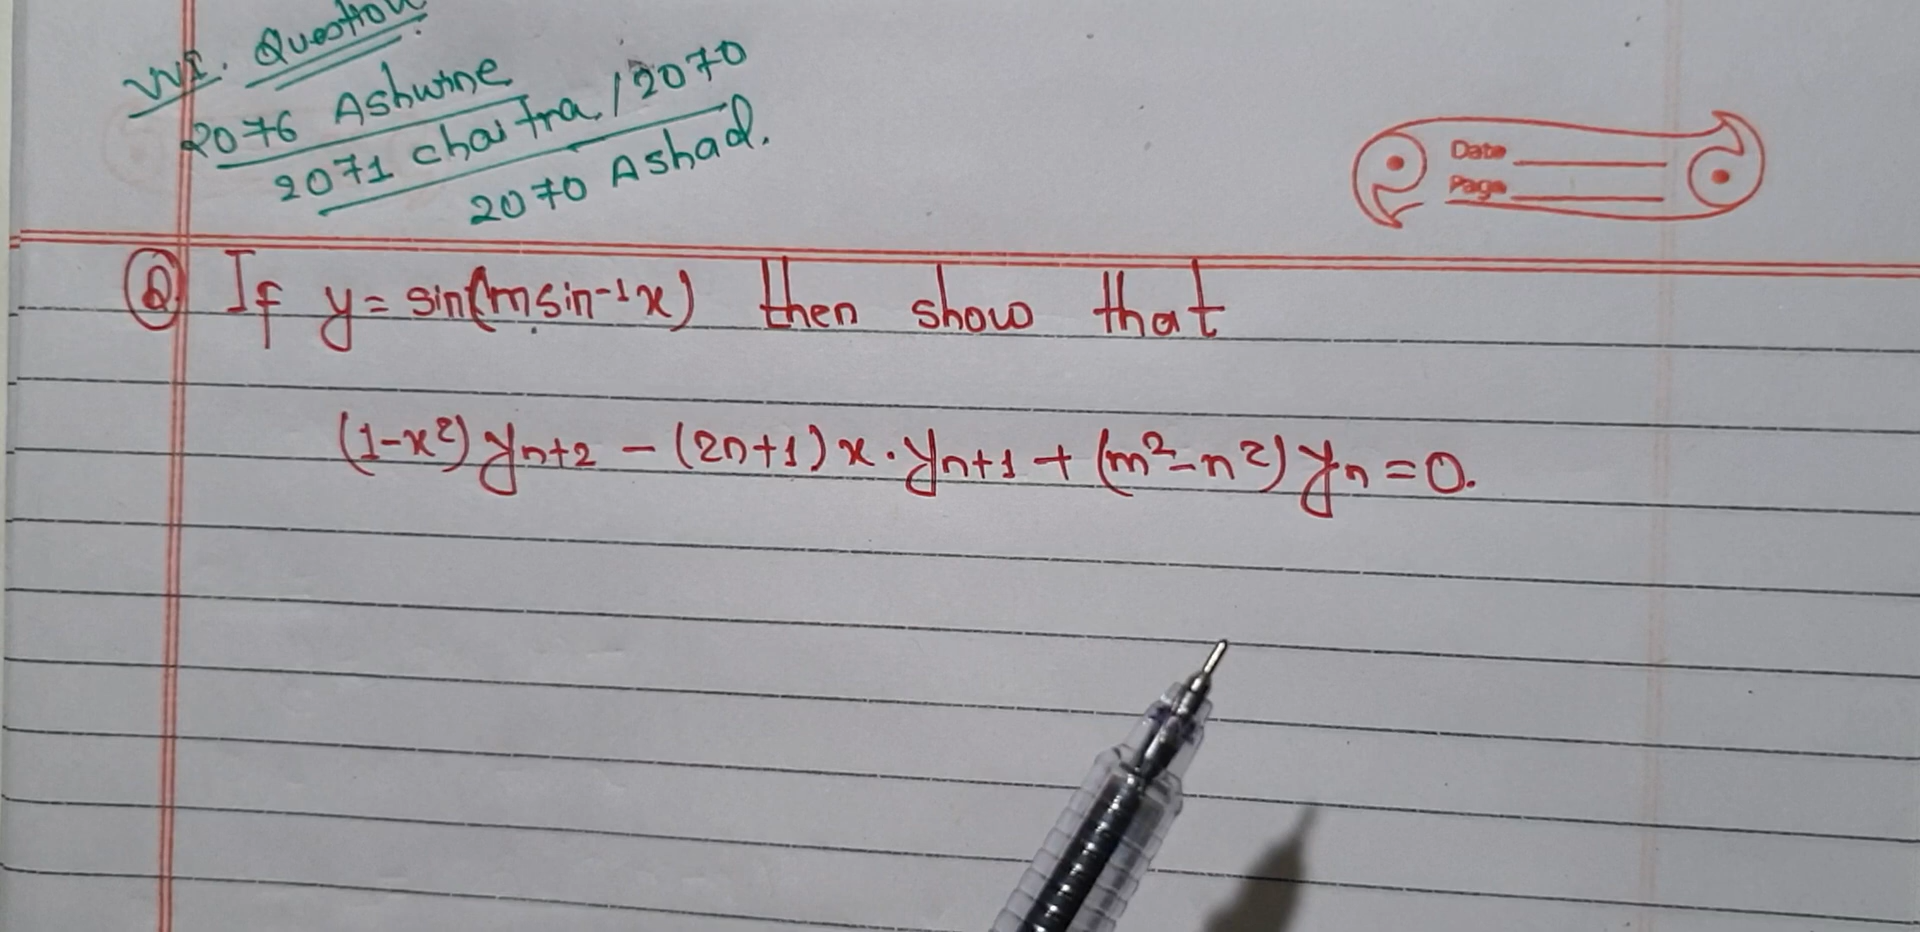 VVI. Question
2076 Ashwine
2071 chaitra / 2070
2070 Ashad.
Date
Page
Q If y = sin(m sin⁻¹x) then show that
(1-x²) yn+2 - (2n+1) x · yn+1 + (m²-n²) yn = 0.